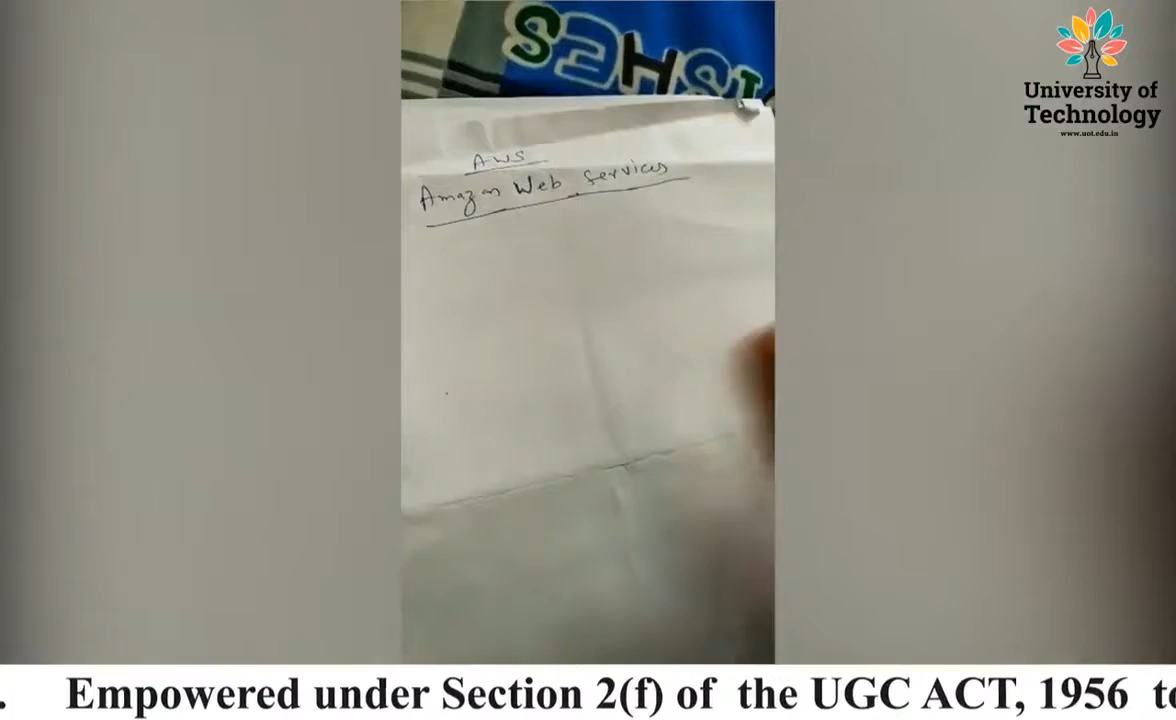 University of
Technology
www.uot.edu.in
AWS
Amazon Web Services
. Empowered under Section 2(f) of the UGC ACT, 1956 to